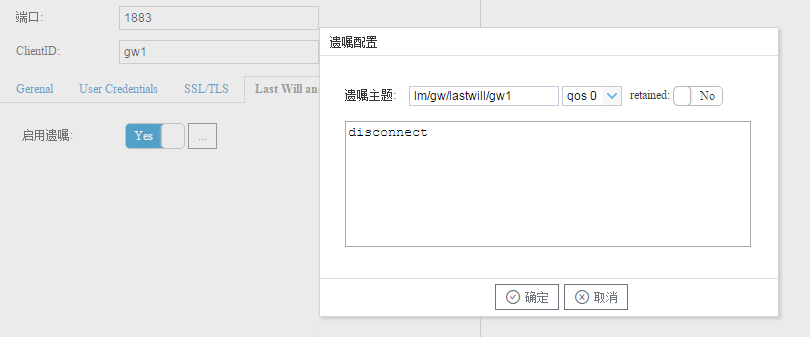 端口:
1883
ClientID:
gw1
Gerenal
User Credentials
SSL/TLS
Last Will an
启用遗嘱:
Yes
...
遗嘱配置
遗嘱主题:
lm/gw/lastwill/gw1
qos 0
retained:
No
disconnect
确定
取消